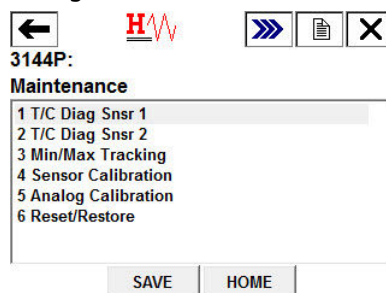 H
3144P:
Maintenance
1 T/C Diag Snsr 1
2 T/C Diag Snsr 2
3 Min/Max Tracking
4 Sensor Calibration
5 Analog Calibration
6 Reset/Restore
SAVE HOME